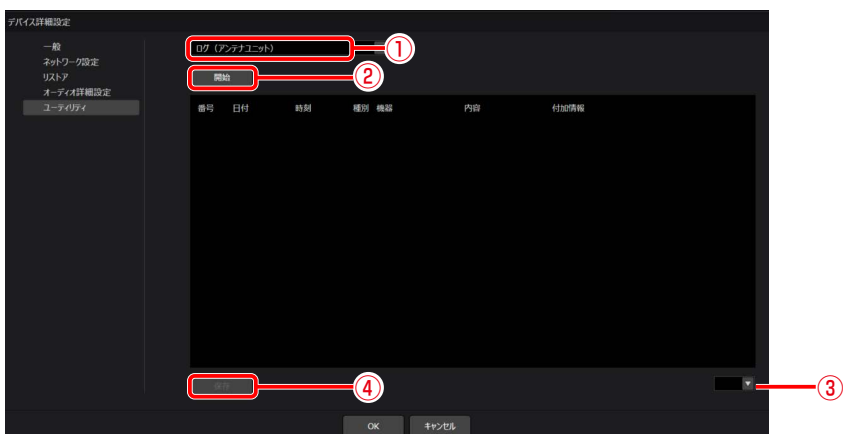 デバイス詳細設定
一般
ネットワーク設定
リストア
オーディオ詳細設定
ユーティリティ
ログ（アンテナユニット）
①
開始
②
番号 日付 時刻 種別 機器 内容 付加情報
保存
④
③
OK キャンセル